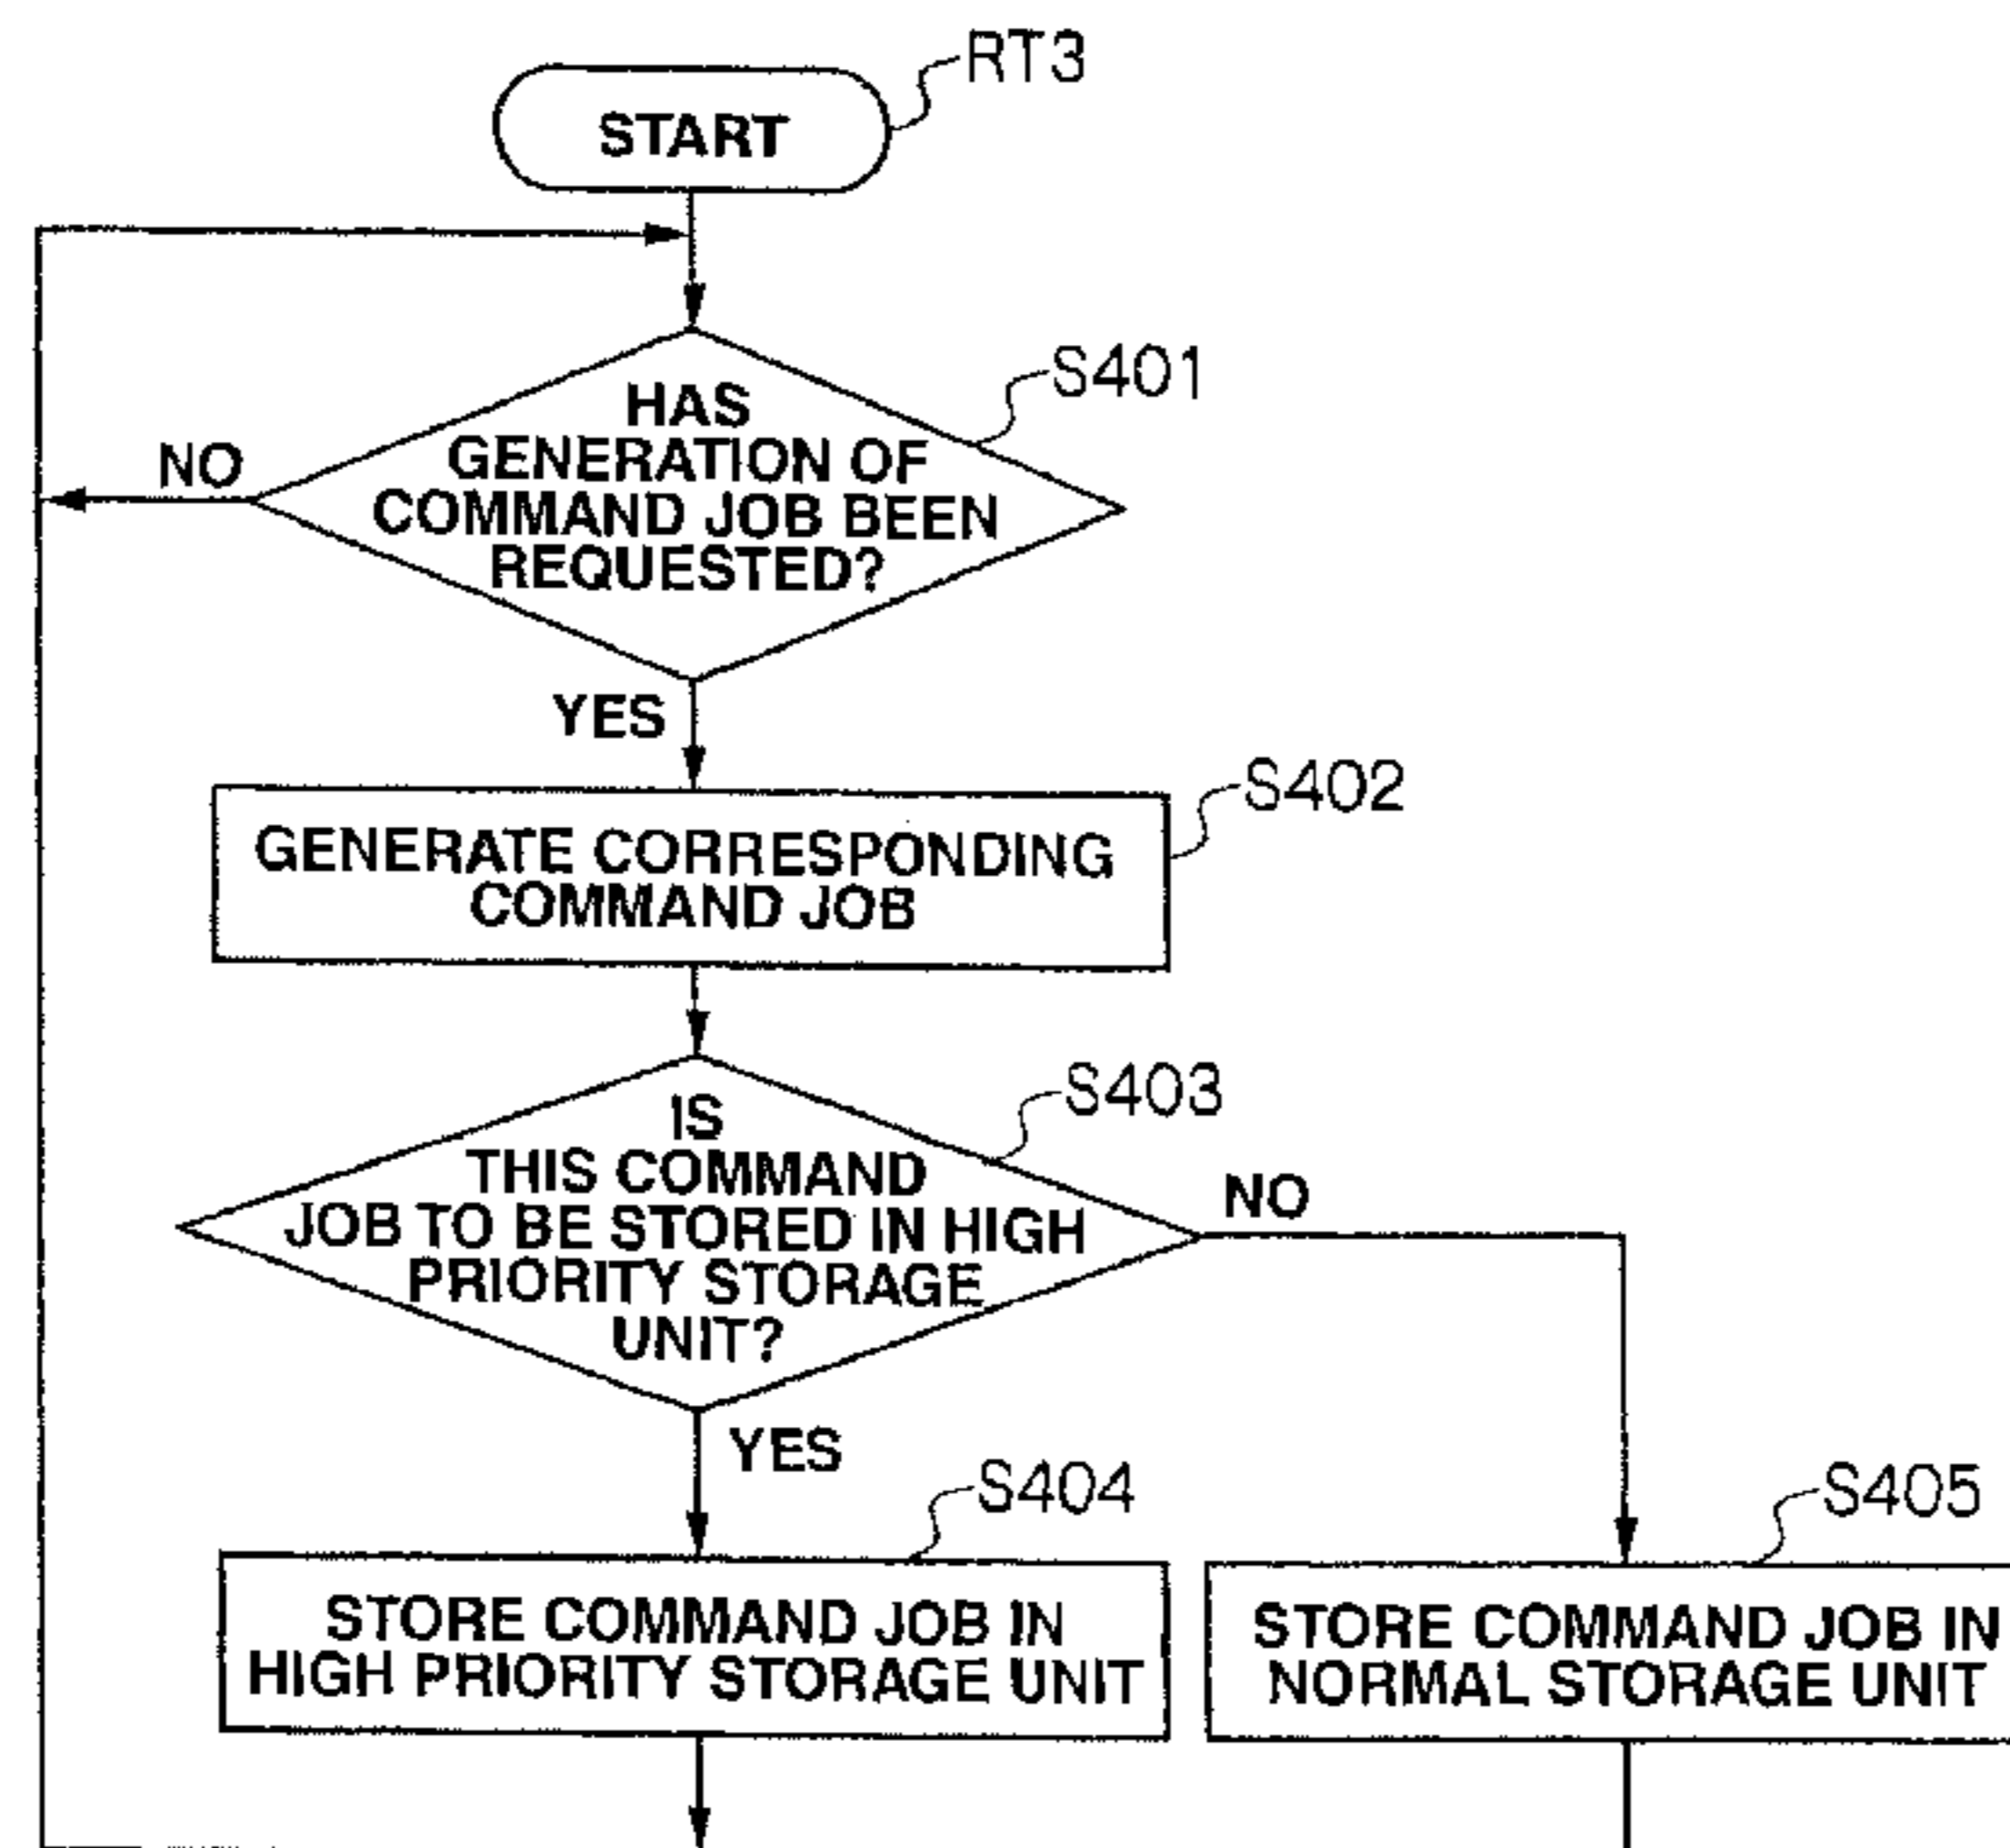 RT3
START
S401
HAS
GENERATION OF
COMMAND JOB BEEN
REQUESTED?
NO
YES
S402
GENERATE CORRESPONDING
COMMAND JOB
S403
IS
THIS COMMAND
JOB TO BE STORED IN HIGH
PRIORITY STORAGE
UNIT?
NO
YES
S404
S405
STORE COMMAND JOB IN
HIGH PRIORITY STORAGE UNIT
STORE COMMAND JOB IN
NORMAL STORAGE UNIT